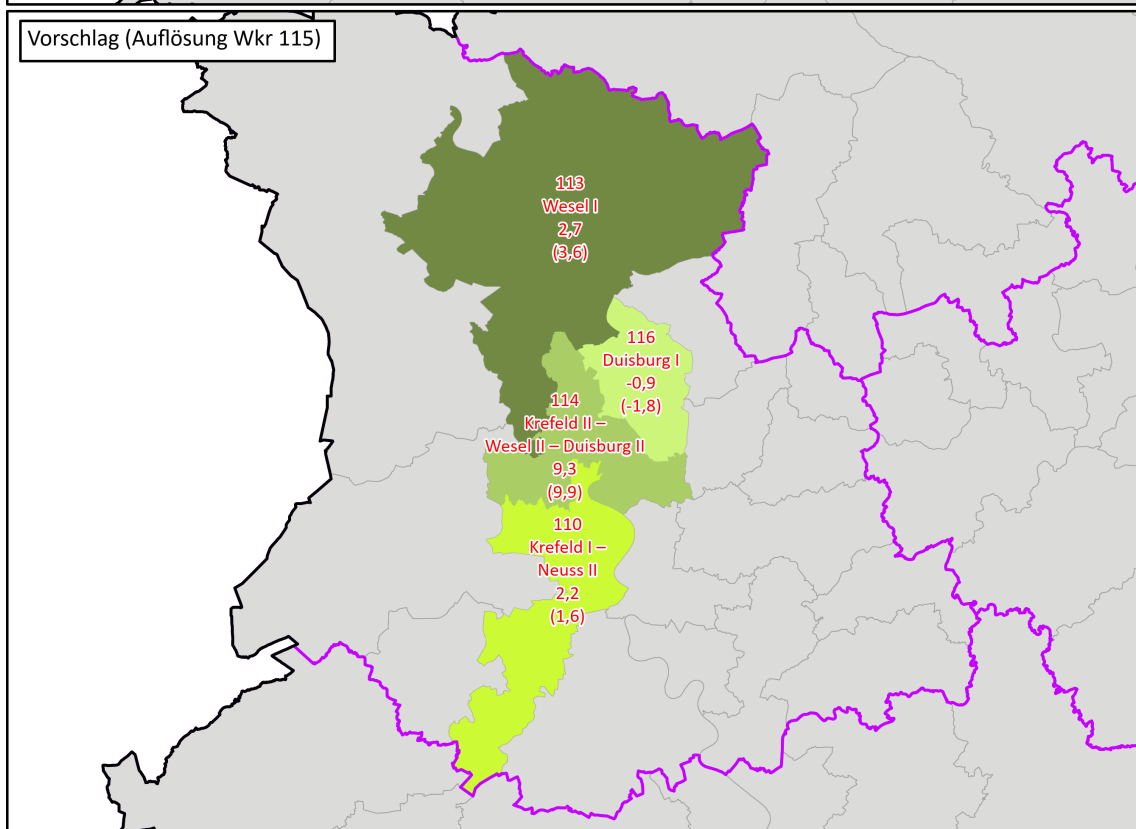 Vorschlag (Auflösung Wkr 115)
113
Wesel I
2,7
(3,6)
116
Duisburg I
-0,9
(-1,8)
114
Krefeld II –
Wesel II – Duisburg II
9,3
(9,9)
110
Krefeld I –
Neuss II
2,2
(1,6)